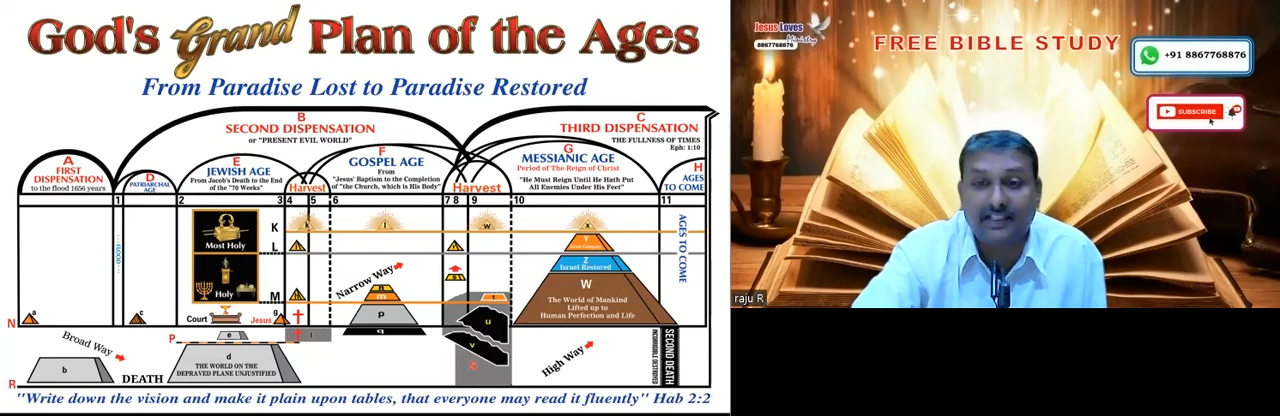 God's Grand Plan of the Ages
From Paradise Lost to Paradise Restored
A
FIRST
DISPENSATION
to the flood 1656 years
B
SECOND DISPENSATION
or "PRESENT EVIL WORLD"
C
THIRD DISPENSATION
THE FULLNESS OF TIMES
Eph: 1:10
D
PATRIARCHAL
AGE
E
JEWISH AGE
From Jacob's Death to the End
of the "70 Weeks"
Harvest
F
GOSPEL AGE
From
"Jesus' Baptism to the Completion
of "the Church, which is His Body"
Harvest
G
MESSIANIC AGE
Period of The Reign of Christ
"He Must Reign Until He Hath Put
All Enemies Under His Feet"
H
AGES
TO COME
1 2 3 4 5 6 7 8 9 10 11
FLOOD
Most Holy
Holy
Court
Jesus
K
L
M
N
P
R
a
b
c
d
e
g
k
l
n
m
p
q
w
t
u
v
x
Y
Z
Israel Restored
W
The World of Mankind
Lifted up to
Human Perfection and Life
AGES TO COME
Narrow Way
Broad Way
DEATH
THE WORLD ON THE
DEPRAVED PLANE UNJUSTIFIED
High Way
SECOND DEATH
"Write down the vision and make it plain upon tables, that everyone may read it fluently" Hab 2:2
Jesus Loves
Ministry
8867768876
FREE BIBLE STUDY
+91 8867768876
SUBSCRIBE
raju R